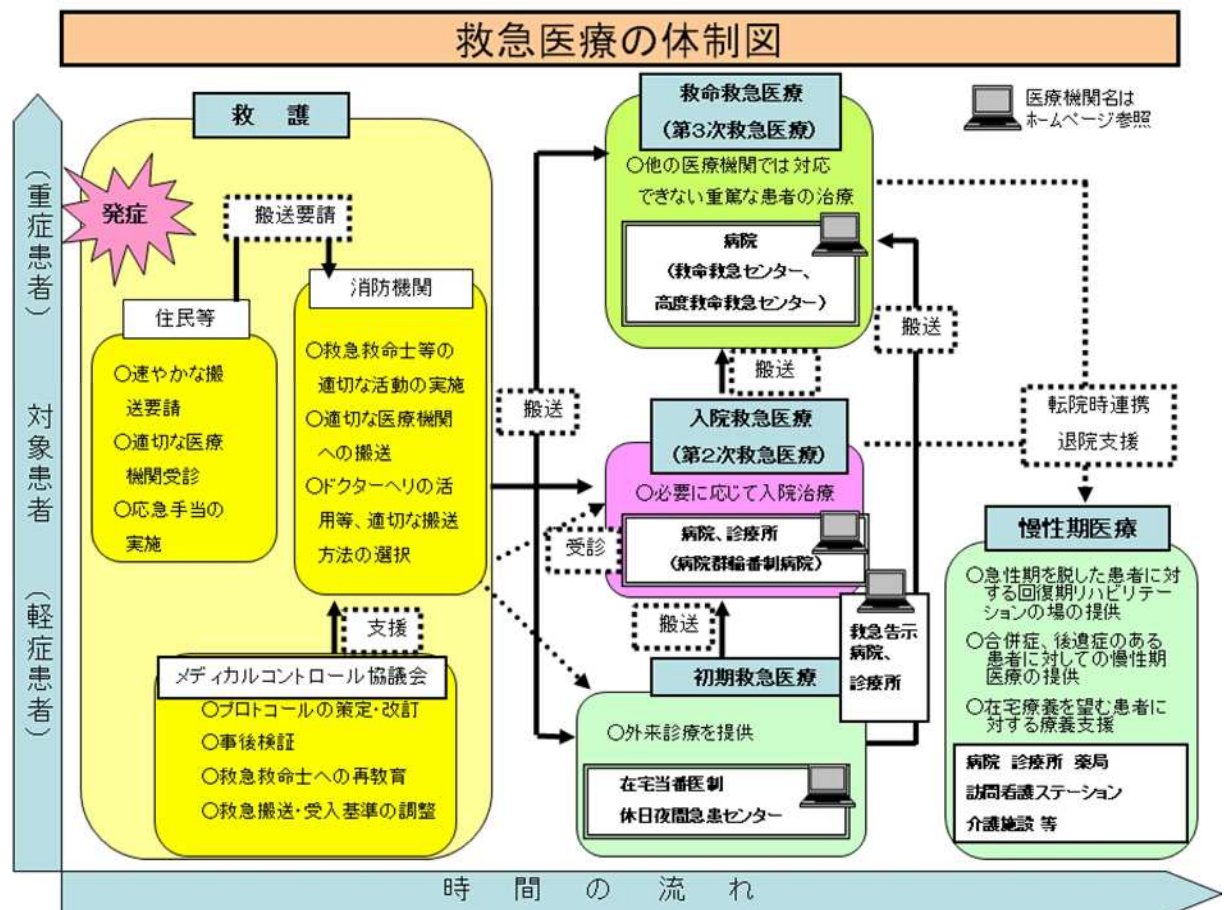 救急医療の体制図
医療機関名は
ホームページ参照
(重症患者)
対象患者
(軽症患者)
救護
発症
搬送要請
住民等
○速やかな搬
送要請
○適切な医療
機関受診
○応急手当の
実施
消防機関
○救急救命士等の
適切な活動の実施
○適切な医療機関
への搬送
○ドクターヘリの活
用等、適切な搬送
方法の選択
支援
メディカルコントロール協議会
○プロトコールの策定・改訂
○事後検証
○救急救命士への再教育
○救急搬送・受入基準の調整
搬送
受診
救命救急医療
(第3次救急医療)
○他の医療機関では対応
できない重篤な患者の治療
病院
(救命救急センター、
高度救命救急センター)
搬送
入院救急医療
(第2次救急医療)
○必要に応じて入院治療
病院、診療所
(病院群輪番制病院)
搬送
初期救急医療
○外来診療を提供
在宅当番医制
休日夜間急患センター
搬送
救急告示
病院、
診療所
転院時連携
退院支援
慢性期医療
○急性期を脱した患者に対
する回復期リハビリテー
ションの場の提供
○合併症、後遺症のある
患者に対しての慢性期
医療の提供
○在宅療養を望む患者に
対する療養支援
病院 診療所 薬局
訪問看護ステーション
介護施設 等
時間の流れ